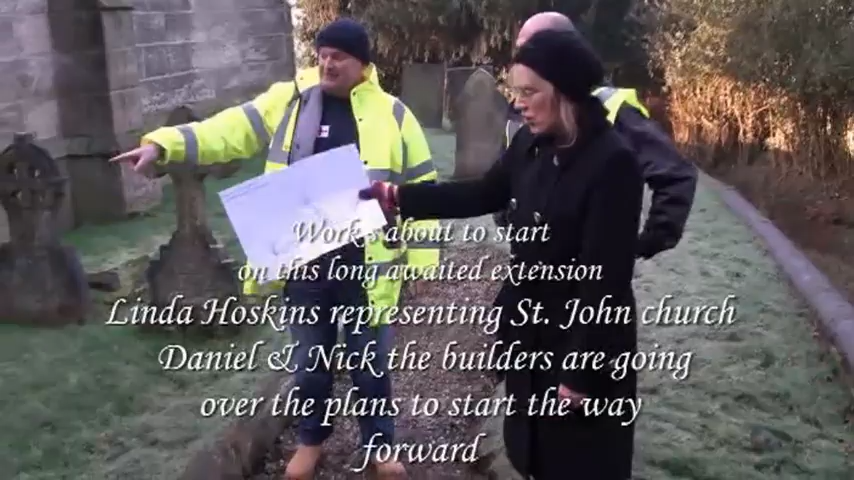 Work's about to start
on this long awaited extension
Linda Hoskins representing St. John church
Daniel & Nick the builders are going
over the plans to start the way
forward